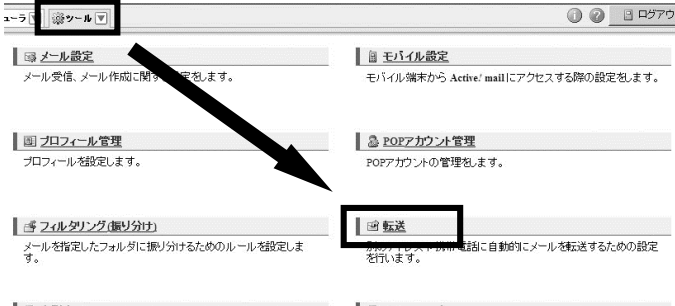 ューラ
ツール
ログアウ
メール設定
メール受信、メール作成に関す 定をします。
モバイル設定
モバイル端末から Active! mailにアクセスする際の設定をします。
プロフィール管理
プロフィールを設定します。
POPアカウント管理
POPアカウントの管理をします。
フィルタリング(振り分け)
メールを指定したフォルダに振り分けるためのルールを設定しま
す。
転送
電話に自動的にメールを転送するための設定
を行います。